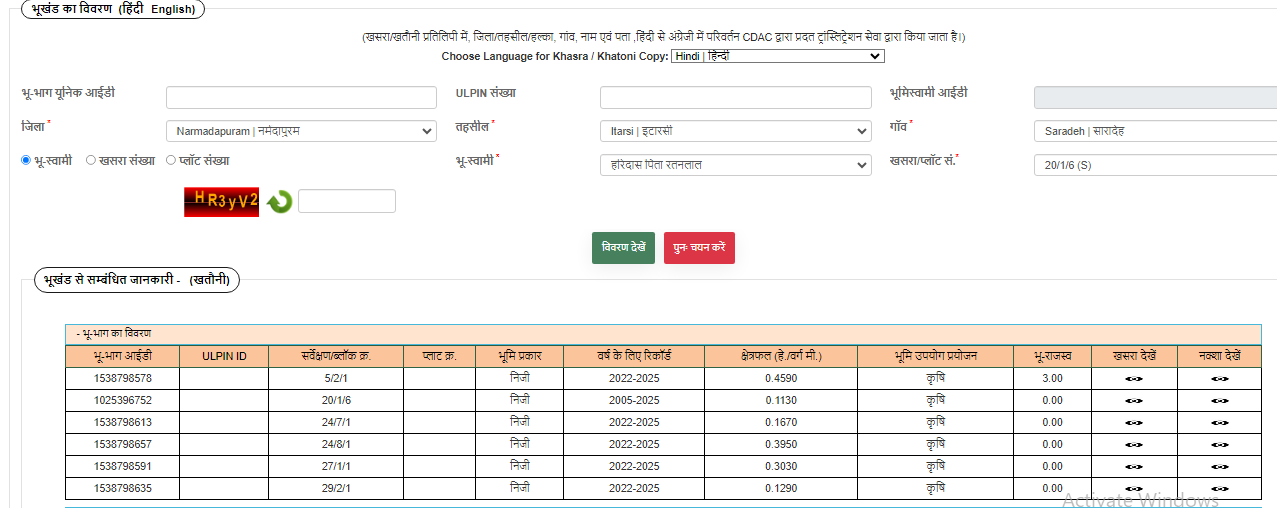 भूखंड का विवरण (हिंदी English)
(खसरा/खतौनी प्रतिलिपी में, जिला/तहसील/हल्का, गांव, नाम एवं पता ,हिंदी से अंग्रेजी में परिवर्तन CDAC द्वारा प्रदत ट्रांस्लिट्रेशन सेवा द्वारा किया जाता है।)
Choose Language for Khasra / Khatoni Copy: Hindi | हिन्दी
भू-भाग यूनिक आईडी ULPIN संख्या भूमिस्वामी आईडी
जिला * Narmadapuram | नर्मदापुरम तहसील * Itarsi | इटारसी गाँव * Saradeh | सारादेह
भू-स्वामी खसरा संख्या प्लॉट संख्या भू-स्वामी * हरिदास पिता रतनलाल खसरा/प्लॉट सं.* 20/1/6 (S)
HR3yV2
विवरण देखें पुनः चयन करें
भूखंड से सम्बंधित जानकारी - (खतौनी)
- भू-भाग का विवरण
भू-भाग आईडी ULPIN ID सर्वेक्षण/ब्लॉक क्र. प्लाट क्र. भूमि प्रकार वर्ष के लिए रिकॉर्ड क्षेत्रफल (हे./वर्ग मी.) भूमि उपयोग प्रयोजन भू-राजस्व खसरा देखें नक्शा देखें
1538798578 5/2/1 निजी 2022-2025 0.4590 कृषि 3.00
1025396752 20/1/6 निजी 2005-2025 0.1130 कृषि 0.00
1538798613 24/7/1 निजी 2022-2025 0.1670 कृषि 0.00
1538798657 24/8/1 निजी 2022-2025 0.3950 कृषि 0.00
1538798591 27/1/1 निजी 2022-2025 0.3030 कृषि 0.00
1538798635 29/2/1 निजी 2022-2025 0.1290 कृषि 0.00
Activate Windows